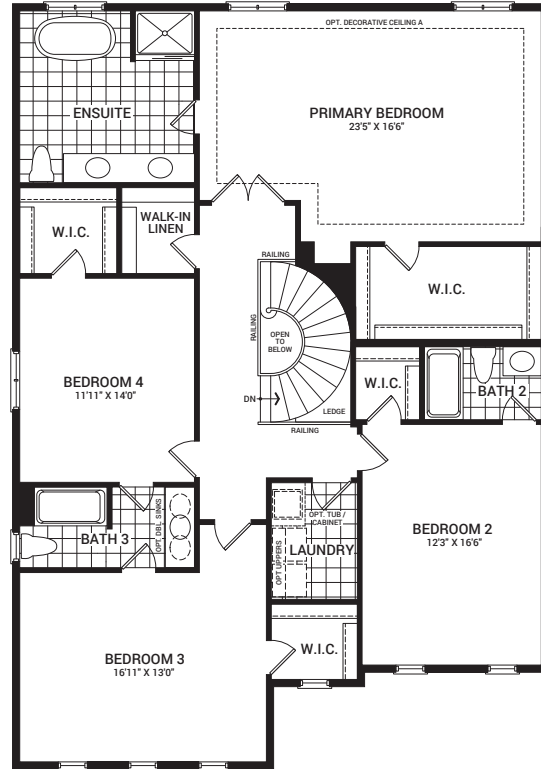 OPT. DECORATIVE CEILING A
ENSUITE
PRIMARY BEDROOM
23'5" X 16'6"
W.I.C.
WALK-IN
LINEN
RAILING
RAILING
OPEN
TO
BELOW
W.I.C.
BEDROOM 4
11'11" X 14'0"
DN
LEDGE
RAILING
W.I.C.
BATH 2
OPT. DBL SINKS
BATH 3
OPT. TUB /
CABINET
OPT UPPERS
LAUNDRY
BEDROOM 2
12'3" X 16'6"
BEDROOM 3
16'11" X 13'0"
W.I.C.